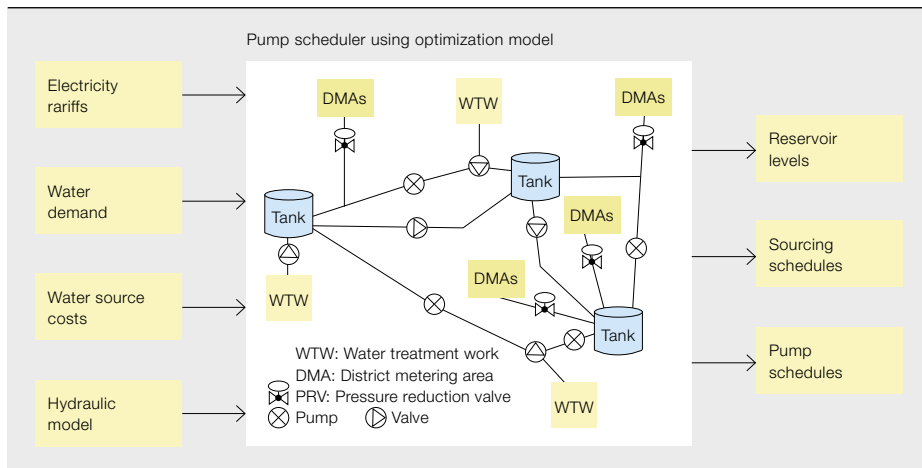 Pump scheduler using optimization model
Electricity
rariffs
Water
demand
Water source
costs
Hydraulic
model
DMAs
WTW
DMAs
Tank
DMAs
Tank
WTW
DMAs
Tank
WTW
WTW: Water treatment work
DMA: District metering area
PRV: Pressure reduction valve
Pump
Valve
Reservoir
levels
Sourcing
schedules
Pump
schedules